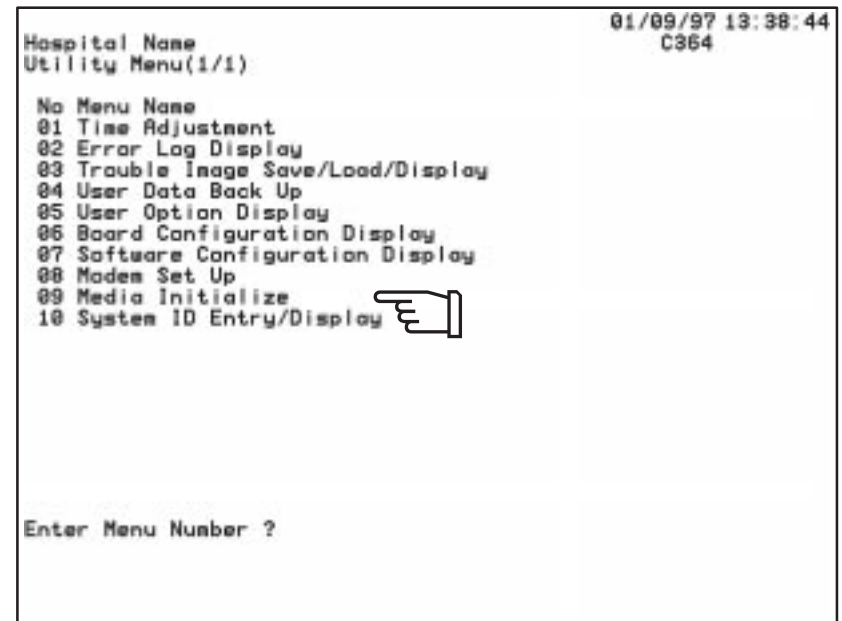 01/09/97 13:38:44
Hospital Name C364
Utility Menu(1/1)
No Menu Name
01 Time Adjustment
02 Error Log Display
03 Trouble Image Save/Load/Display
04 User Data Back Up
05 User Option Display
06 Board Configuration Display
07 Software Configuration Display
08 Modem Set Up
09 Media Initialize
10 System ID Entry/Display
Enter Menu Number ?